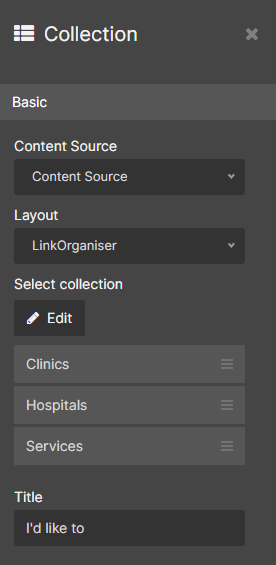 Collection
Basic
Content Source
Content Source
Layout
LinkOrganiser
Select collection
Edit
Clinics
Hospitals
Services
Title
I'd like to